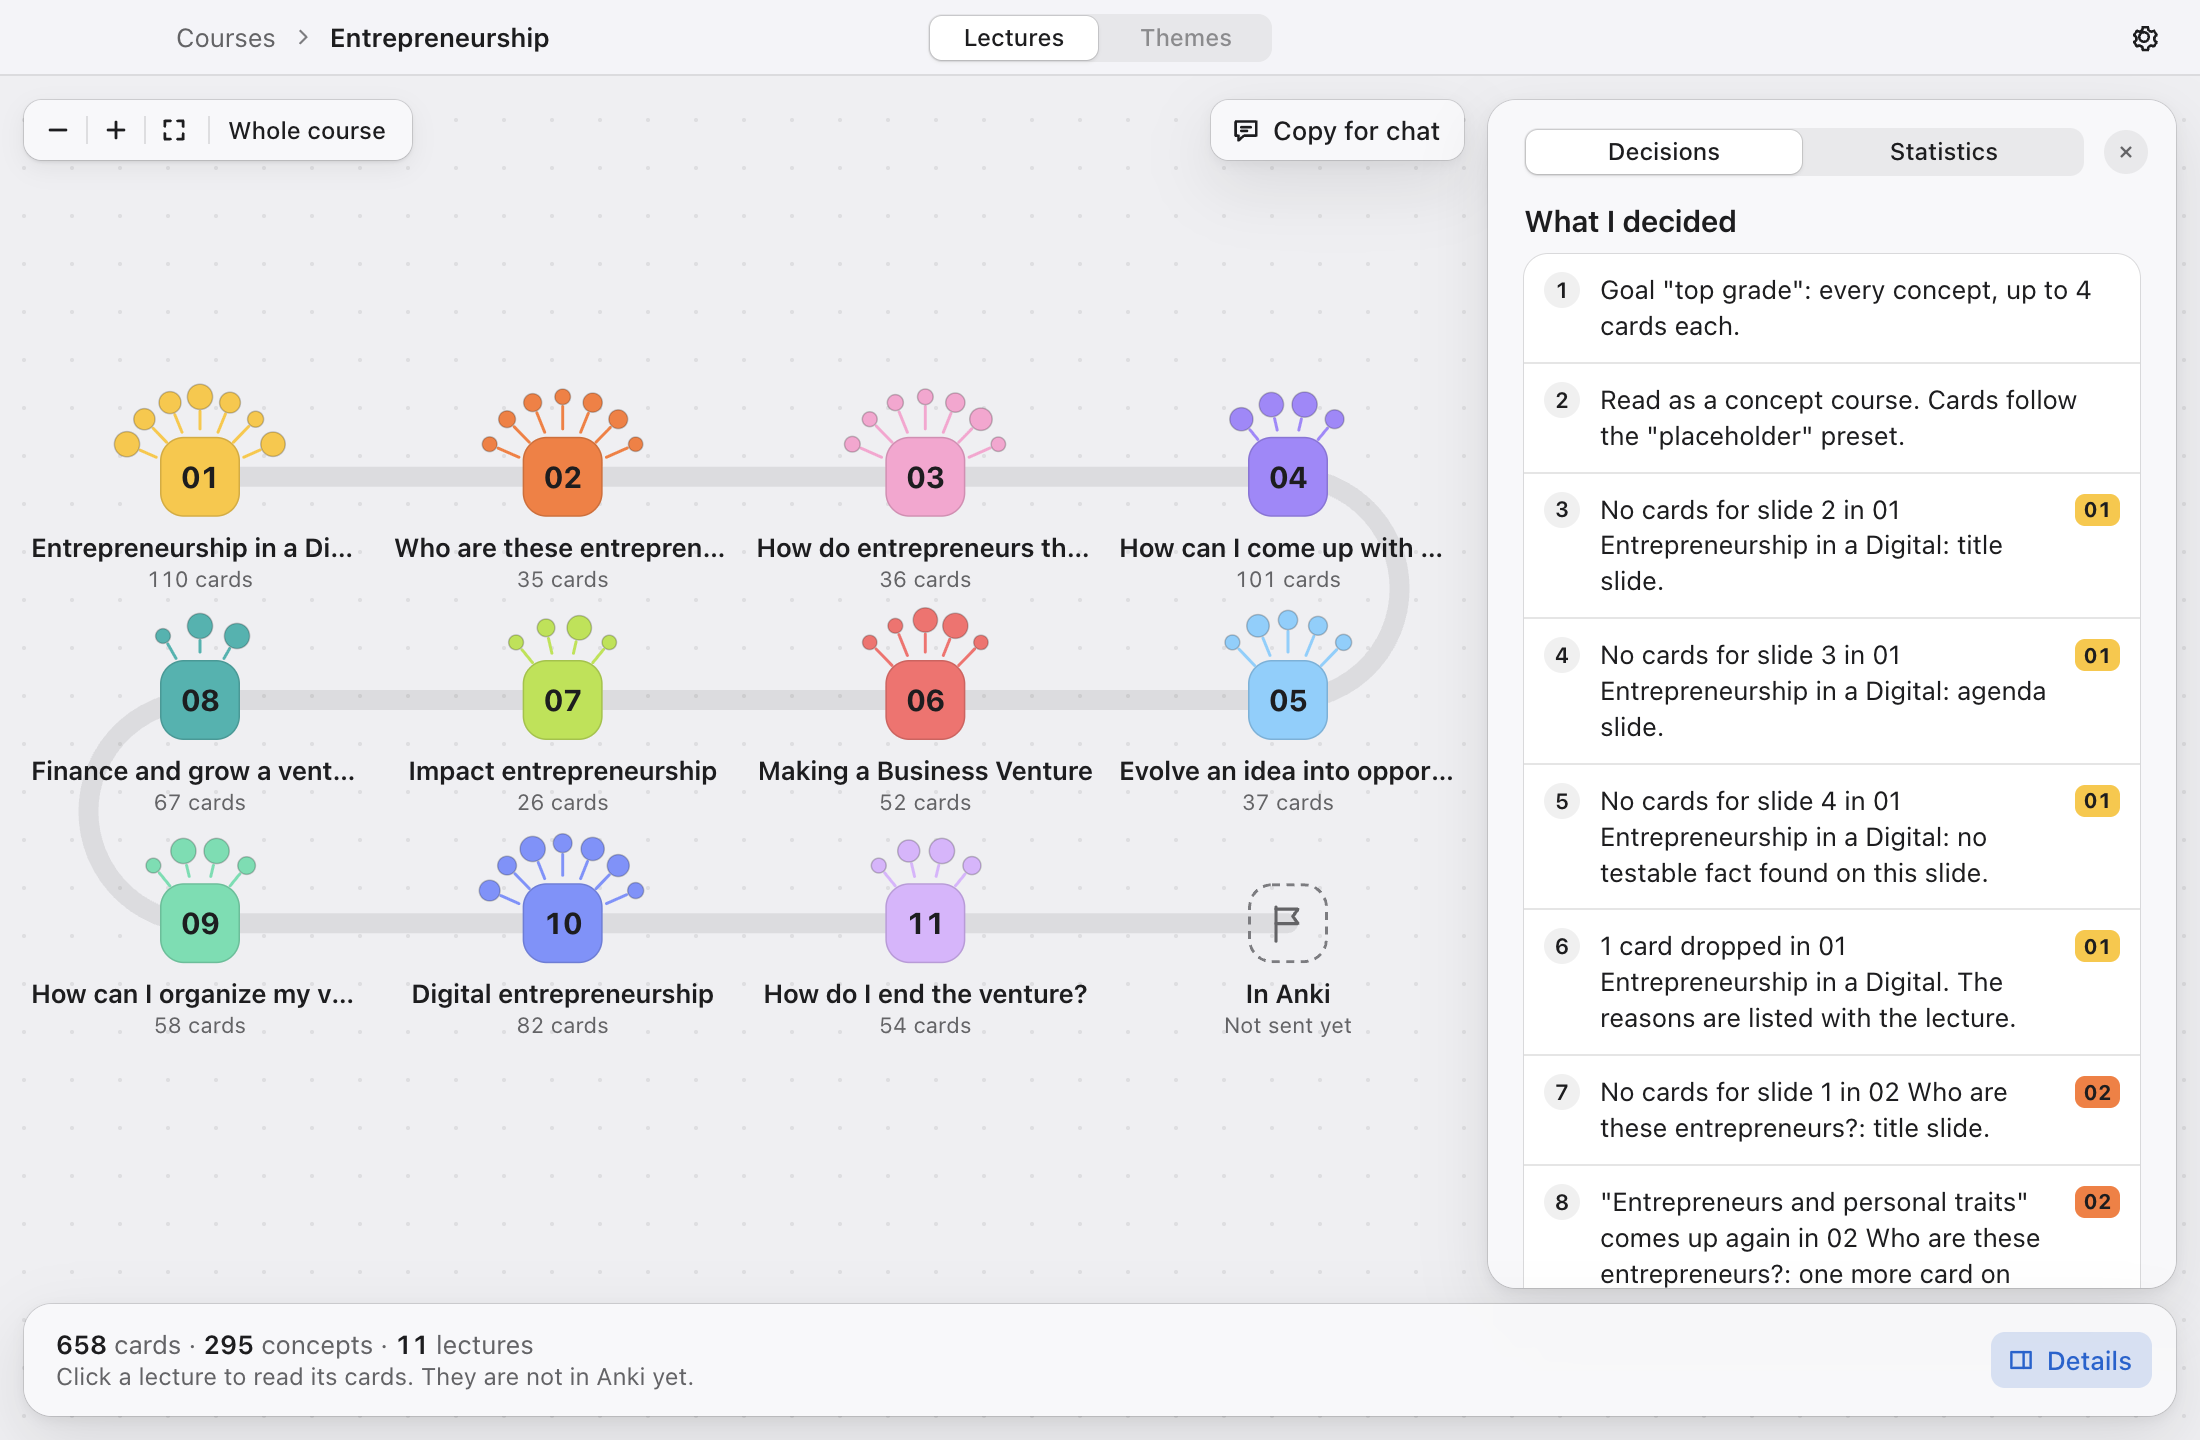 Courses > Entrepreneurship
Lectures
Themes
Whole course
Copy for chat
01
02
03
04
Entrepreneurship in a Di...
Who are these entrepren...
How do entrepreneurs th...
How can I come up with ...
110 cards
35 cards
36 cards
101 cards
08
07
06
05
Finance and grow a vent...
Impact entrepreneurship
Making a Business Venture
Evolve an idea into oppor...
67 cards
26 cards
52 cards
37 cards
09
10
11
How can I organize my v...
Digital entrepreneurship
How do I end the venture?
In Anki
58 cards
82 cards
54 cards
Not sent yet
Decisions
Statistics
What I decided
1
Goal "top grade": every concept, up to 4
cards each.
2
Read as a concept course. Cards follow
the "placeholder" preset.
3
No cards for slide 2 in 01
01
Entrepreneurship in a Digital: title
slide.
4
No cards for slide 3 in 01
01
Entrepreneurship in a Digital: agenda
slide.
5
No cards for slide 4 in 01
01
Entrepreneurship in a Digital: no
testable fact found on this slide.
6
1 card dropped in 01
01
Entrepreneurship in a Digital. The
reasons are listed with the lecture.
7
No cards for slide 1 in 02 Who are
02
these entrepreneurs?: title slide.
8
"Entrepreneurs and personal traits"
02
comes up again in 02 Who are these
entrepreneurs?: one more card on
658 cards · 295 concepts · 11 lectures
Click a lecture to read its cards. They are not in Anki yet.
Details